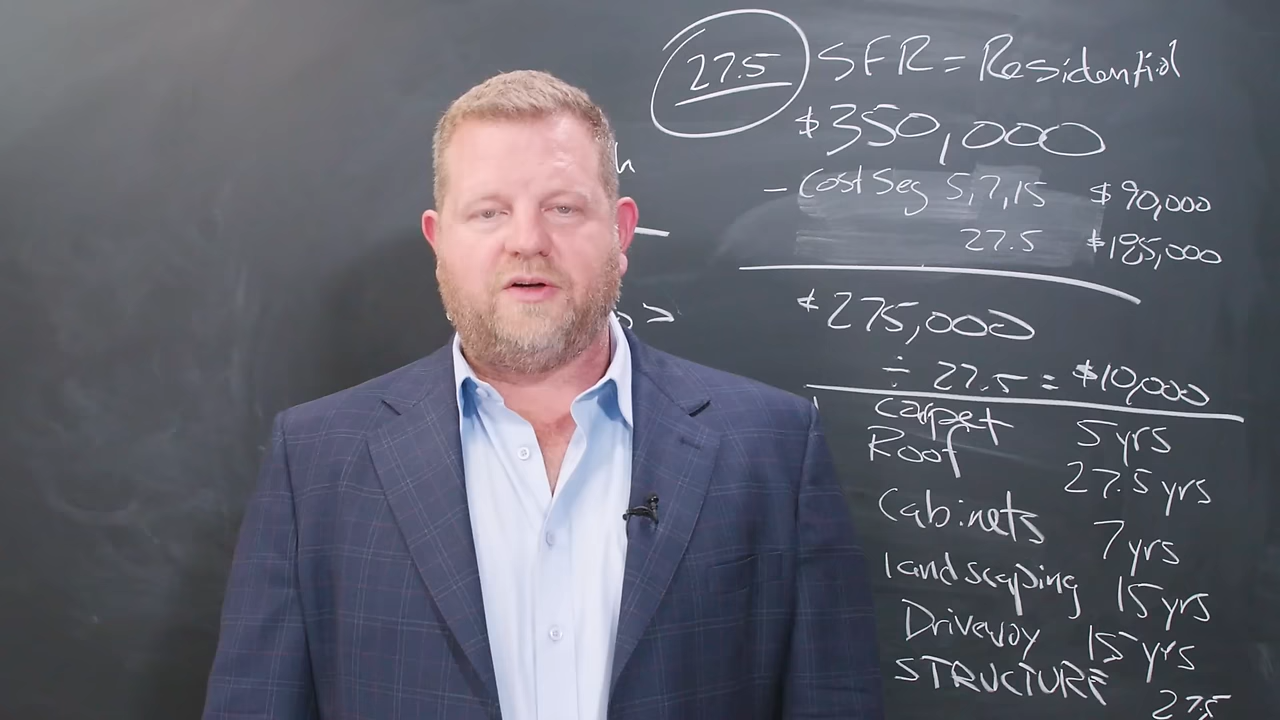 27.5 SFR = Residential
$350,000
- Cost Seg 5,7,15 $90,000
27.5 $185,000
$275,000
÷ 27.5 = $10,000
Carpet 5 yrs
Roof 27.5 yrs
Cabinets 7 yrs
landscaping 15 yrs
Driveway 15 yrs
STRUCTURE 27.5